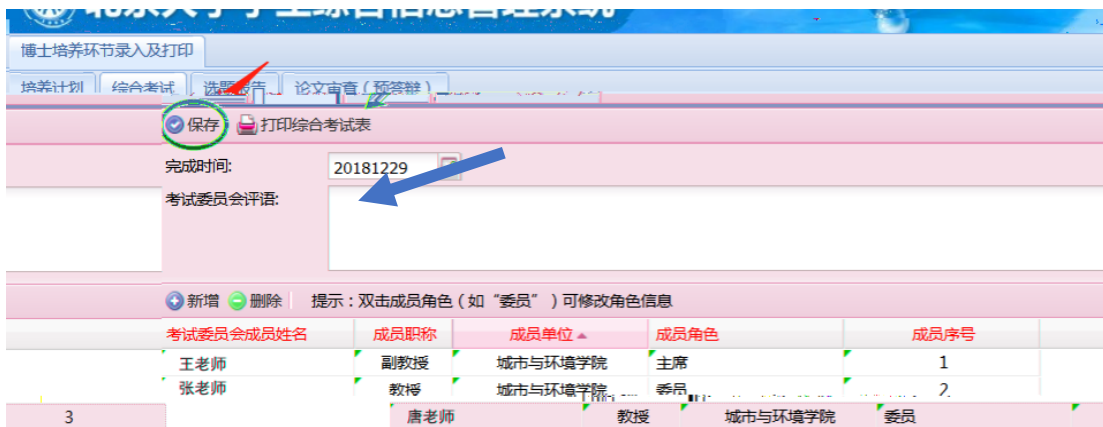 博士培养环节录入及打印
培养计划 综合考试 选题报告 论文审查(预答辩)
保存 打印综合考试表
完成时间: 20181229
考试委员会评语:
新增 删除 提示:双击成员角色(如“委员”)可修改角色信息
考试委员会成员姓名 成员职称 成员单位 成员角色 成员序号
王老师 副教授 城市与环境学院 主席 1
张老师 教授 城市与环境学院 委员 2
3 唐老师 教授 城市与环境学院 委员